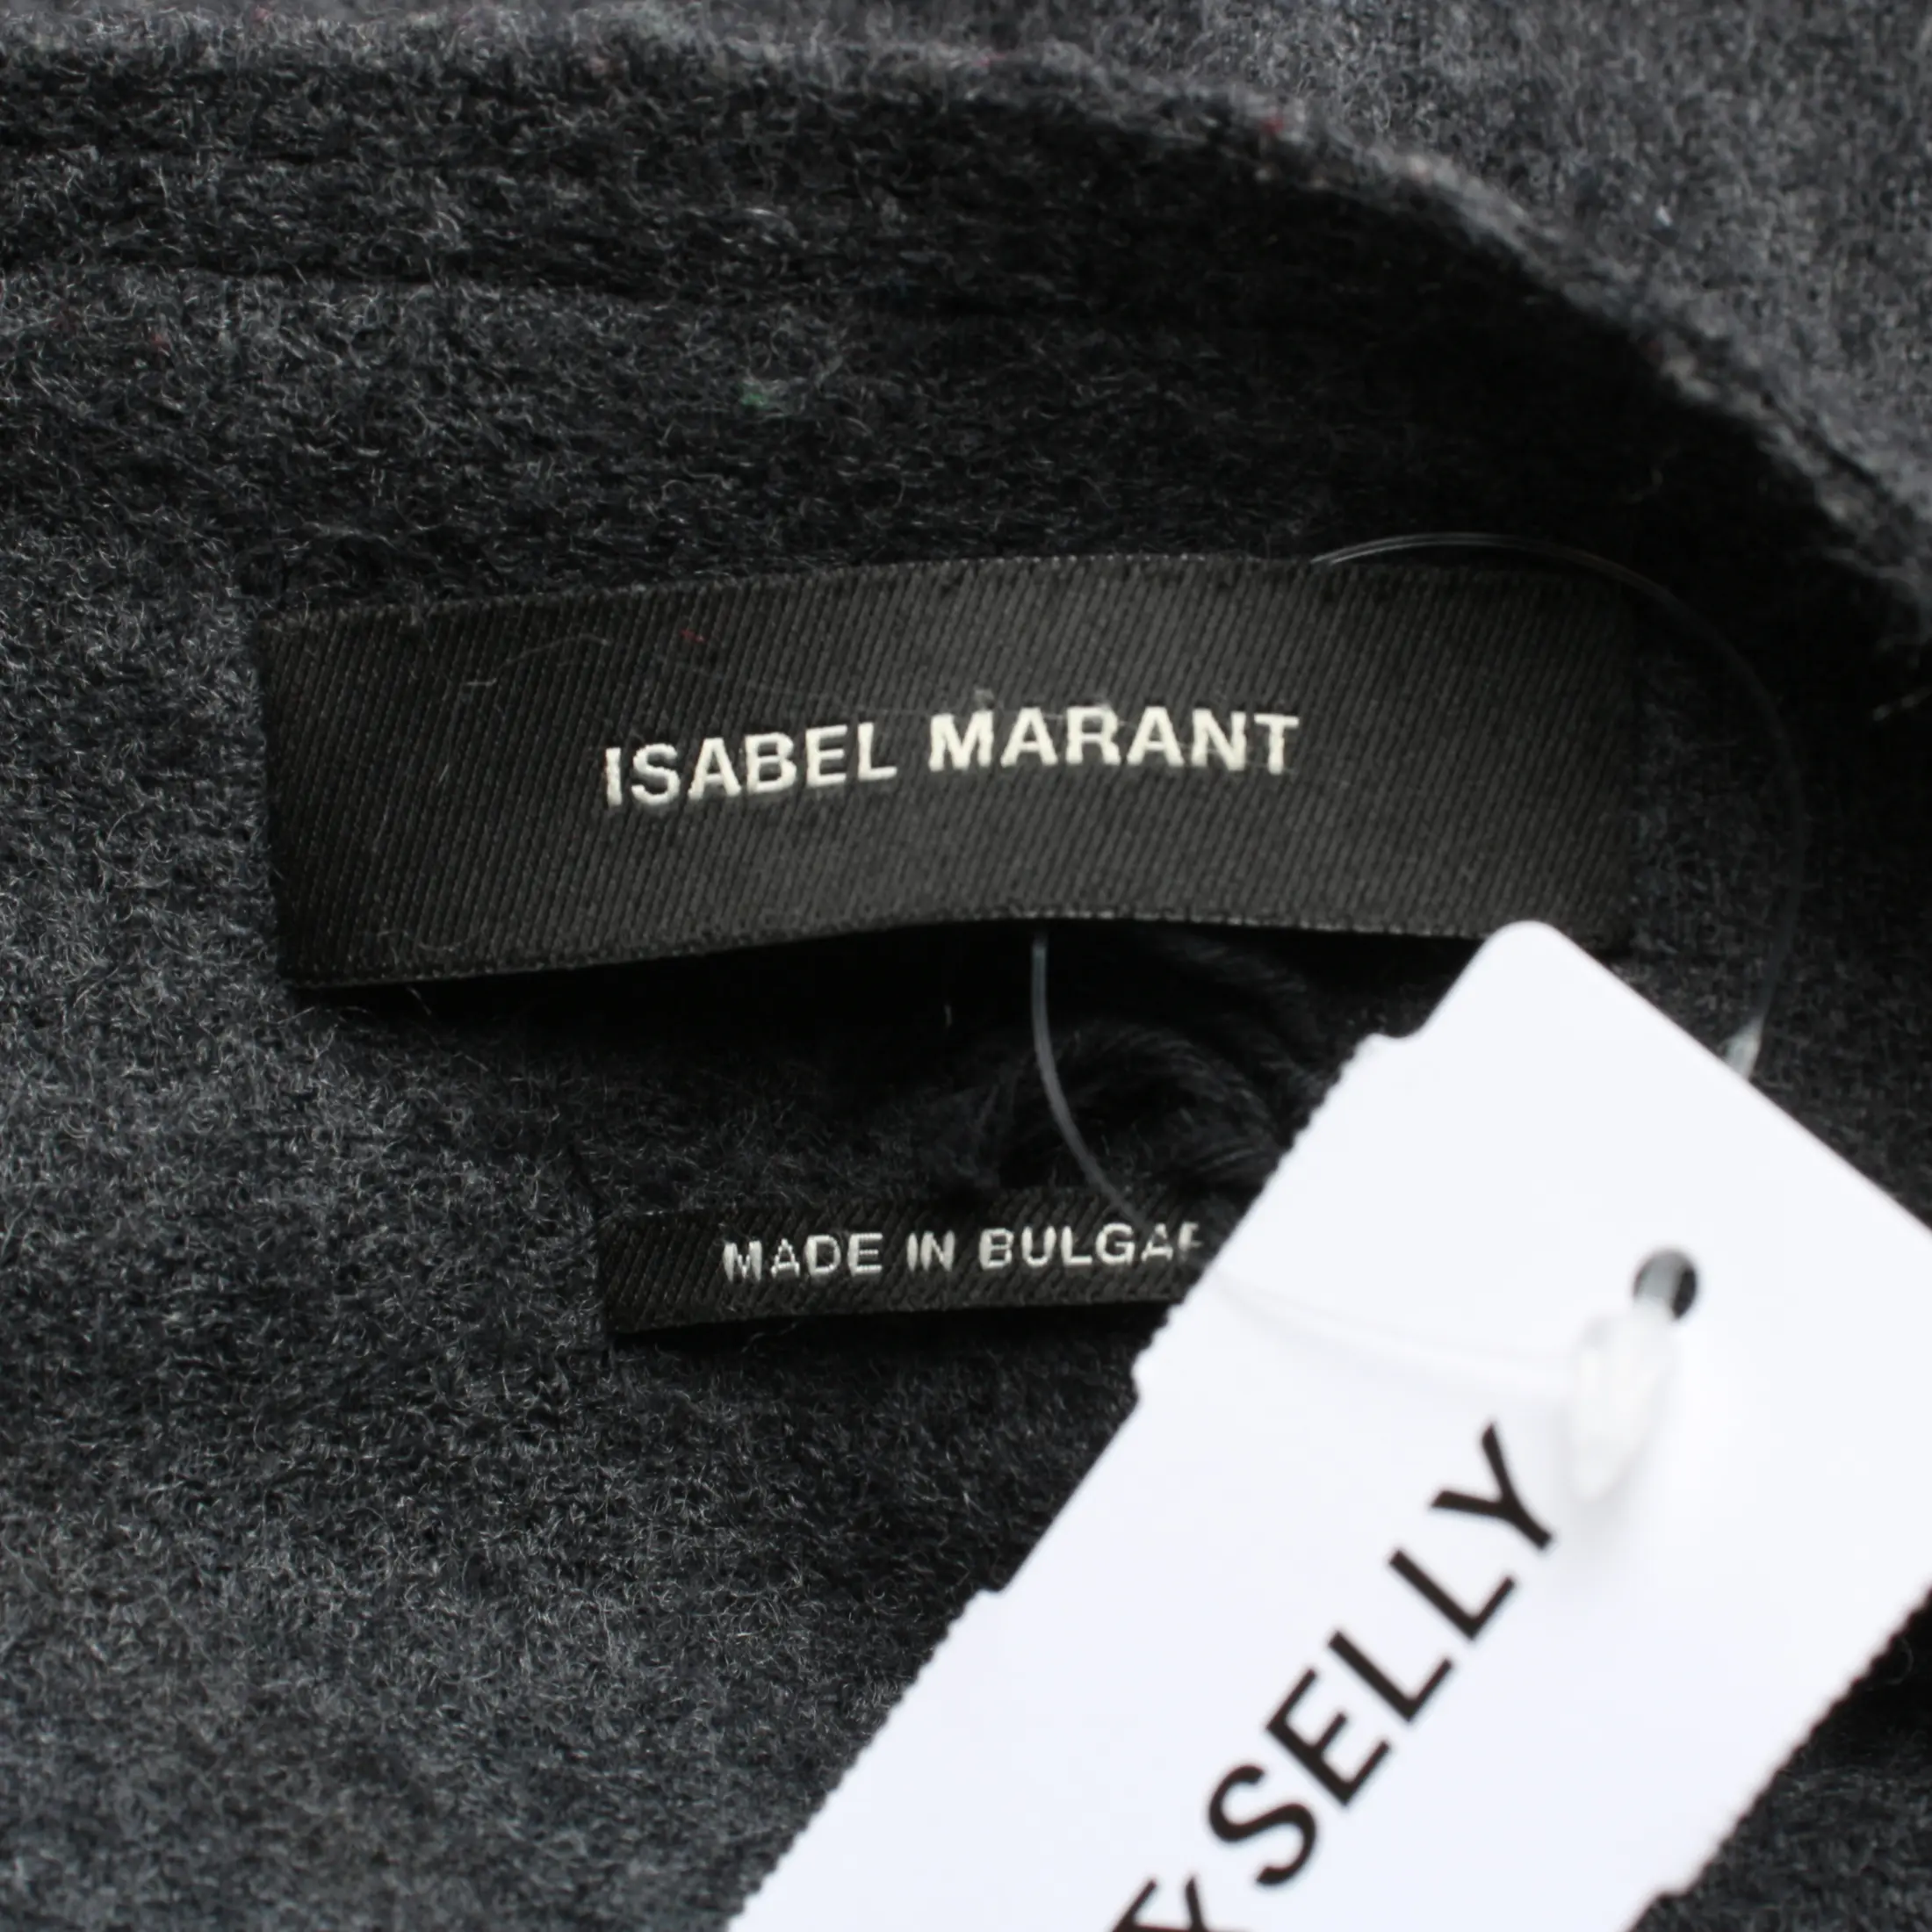 ISABEL MARANT
MADE IN BULGAR
& SELLY